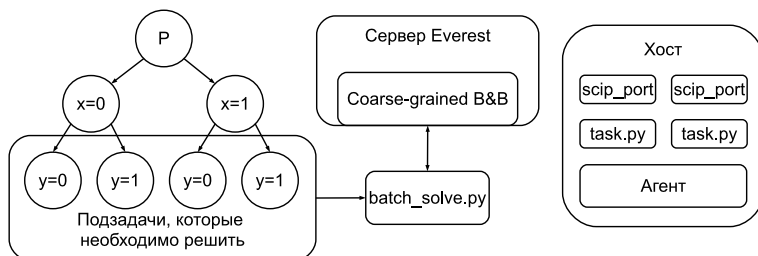 P
x=0
x=1
y=0
y=1
y=0
y=1
Подзадачи, которые
необходимо решить
Сервер Everest
Coarse-grained B&B
batch_solve.py
Хост
scip_port
scip_port
task.py
task.py
Агент